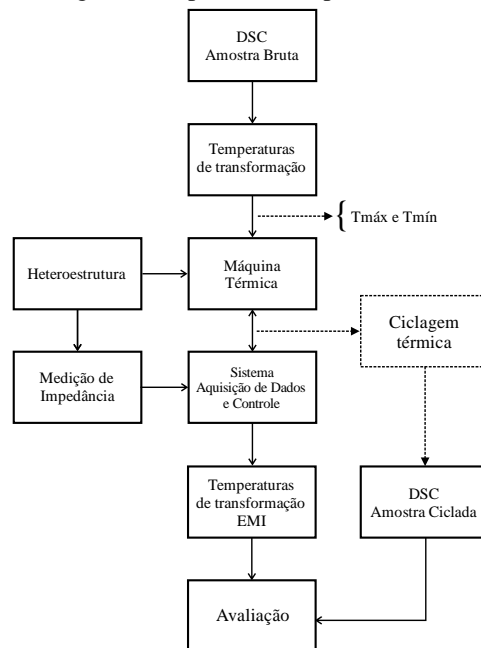 DSC
Amostra Bruta
Temperaturas
de transformação
{ Tmáx e Tmín
Heteroestrutura
Máquina
Térmica
Ciclagem
térmica
Medição de
Impedância
Sistema
Aquisição de Dados
e Controle
Temperaturas
de transformação
EMI
DSC
Amostra Ciclada
Avaliação